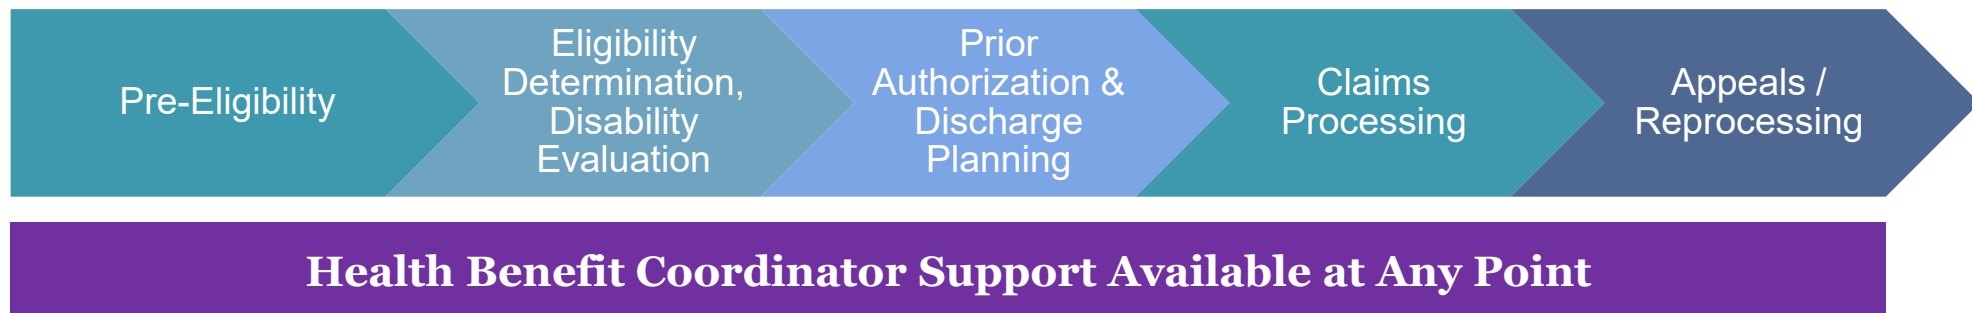 Pre-Eligibility
Eligibility
Determination,
Disability
Evaluation
Prior
Authorization &
Discharge
Planning
Claims
Processing
Appeals /
Reprocessing
Health Benefit Coordinator Support Available at Any Point